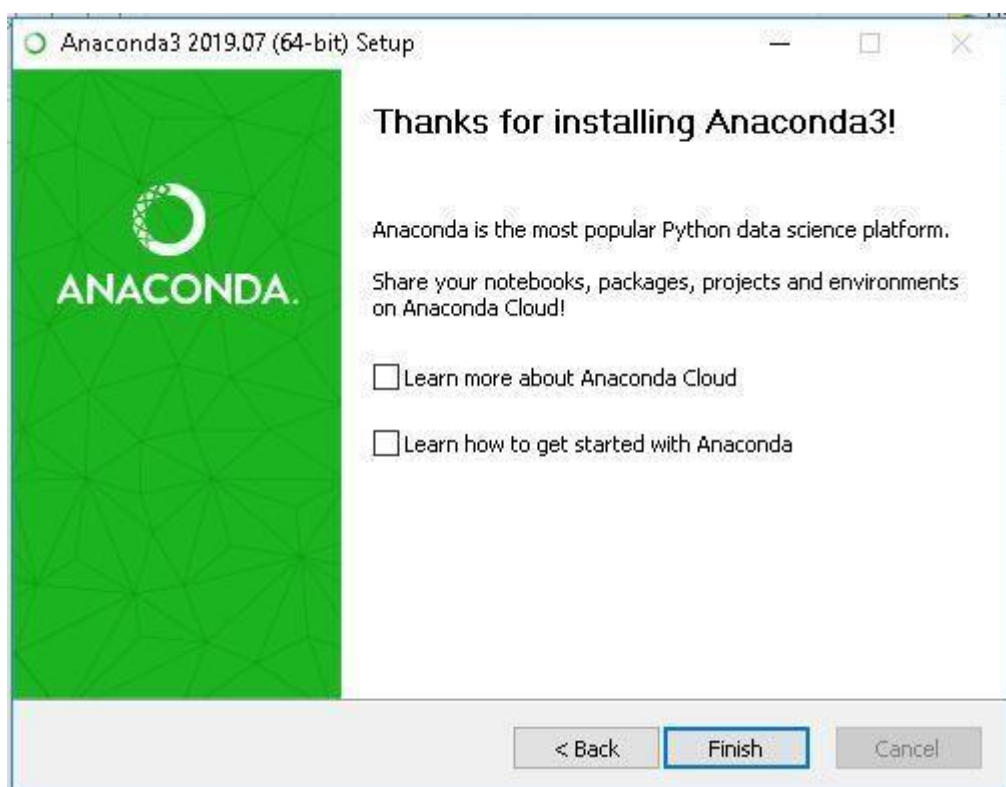 Anaconda3 2019.07 (64-bit) Setup
Thanks for installing Anaconda3!
ANACONDA.
Anaconda is the most popular Python data science platform.
Share your notebooks, packages, projects and environments
on Anaconda Cloud!
Learn more about Anaconda Cloud
Learn how to get started with Anaconda
< Back
Finish
Cancel